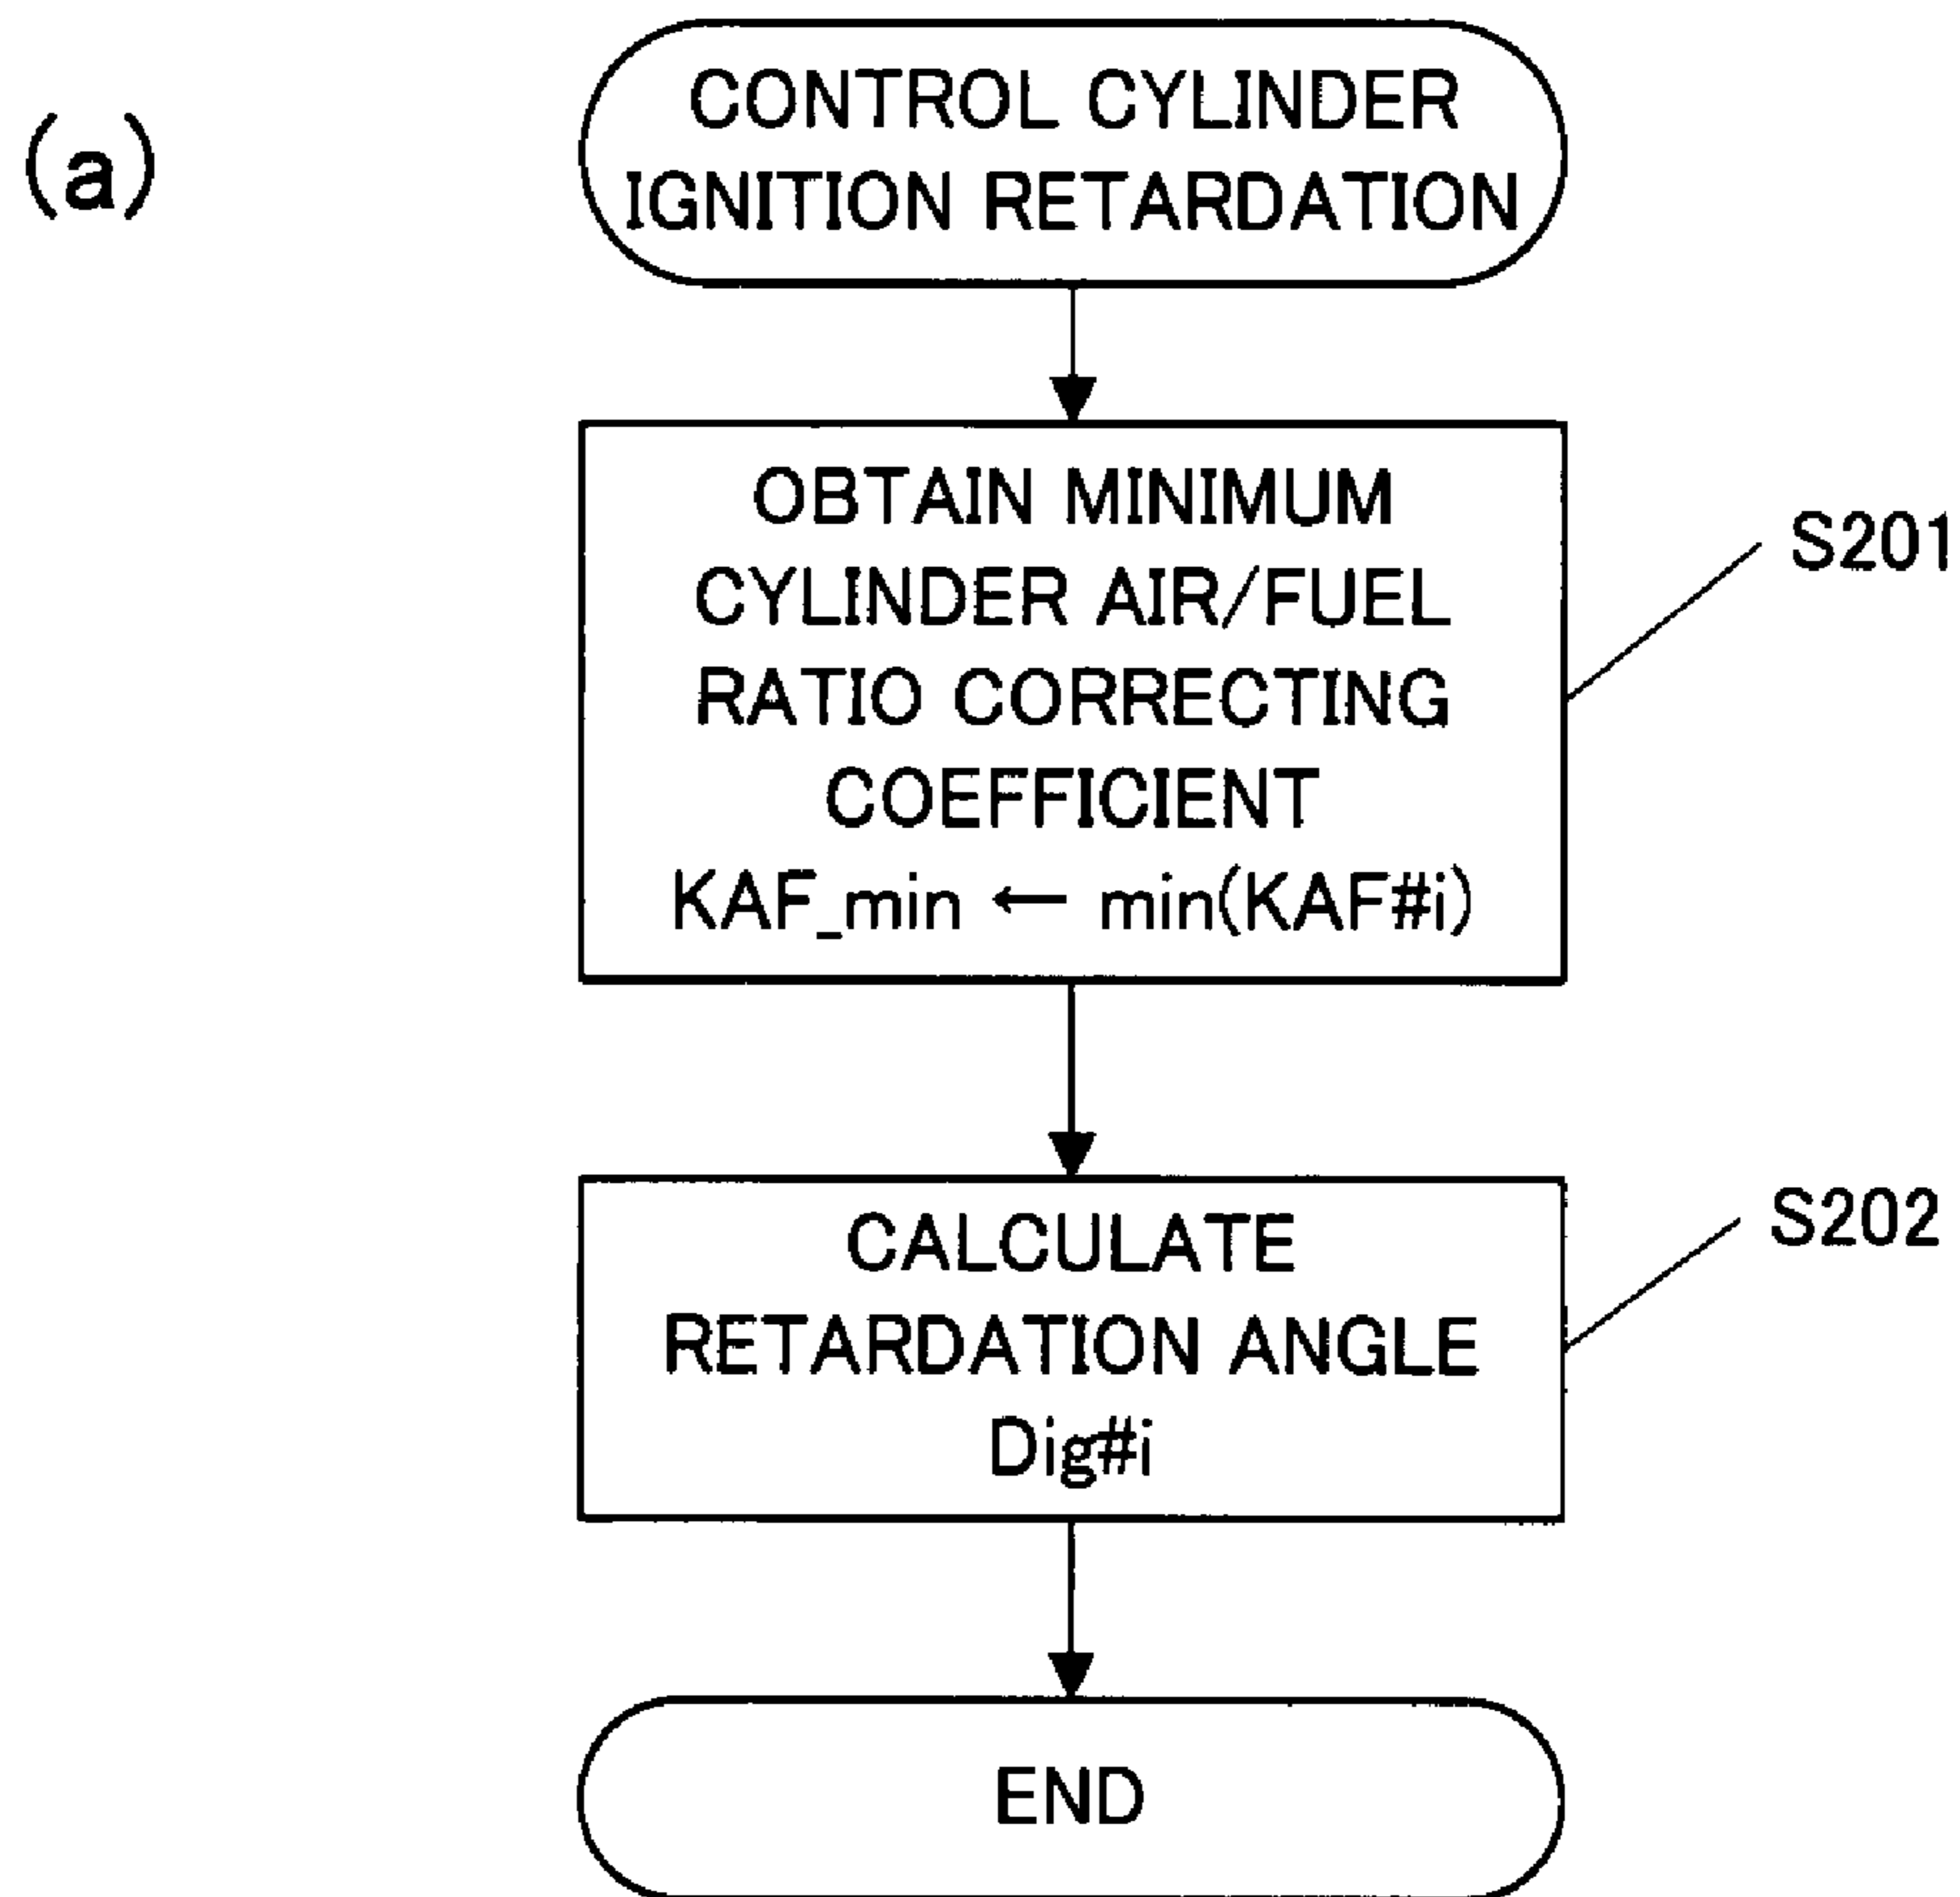 (a)
CONTROL CYLINDER
IGNITION RETARDATION
OBTAIN MINIMUM
CYLINDER AIR/FUEL
RATIO CORRECTING
COEFFICIENT
KAF_min ← min(KAF#i)
S201
CALCULATE
RETARDATION ANGLE
Dig#i
S202
END